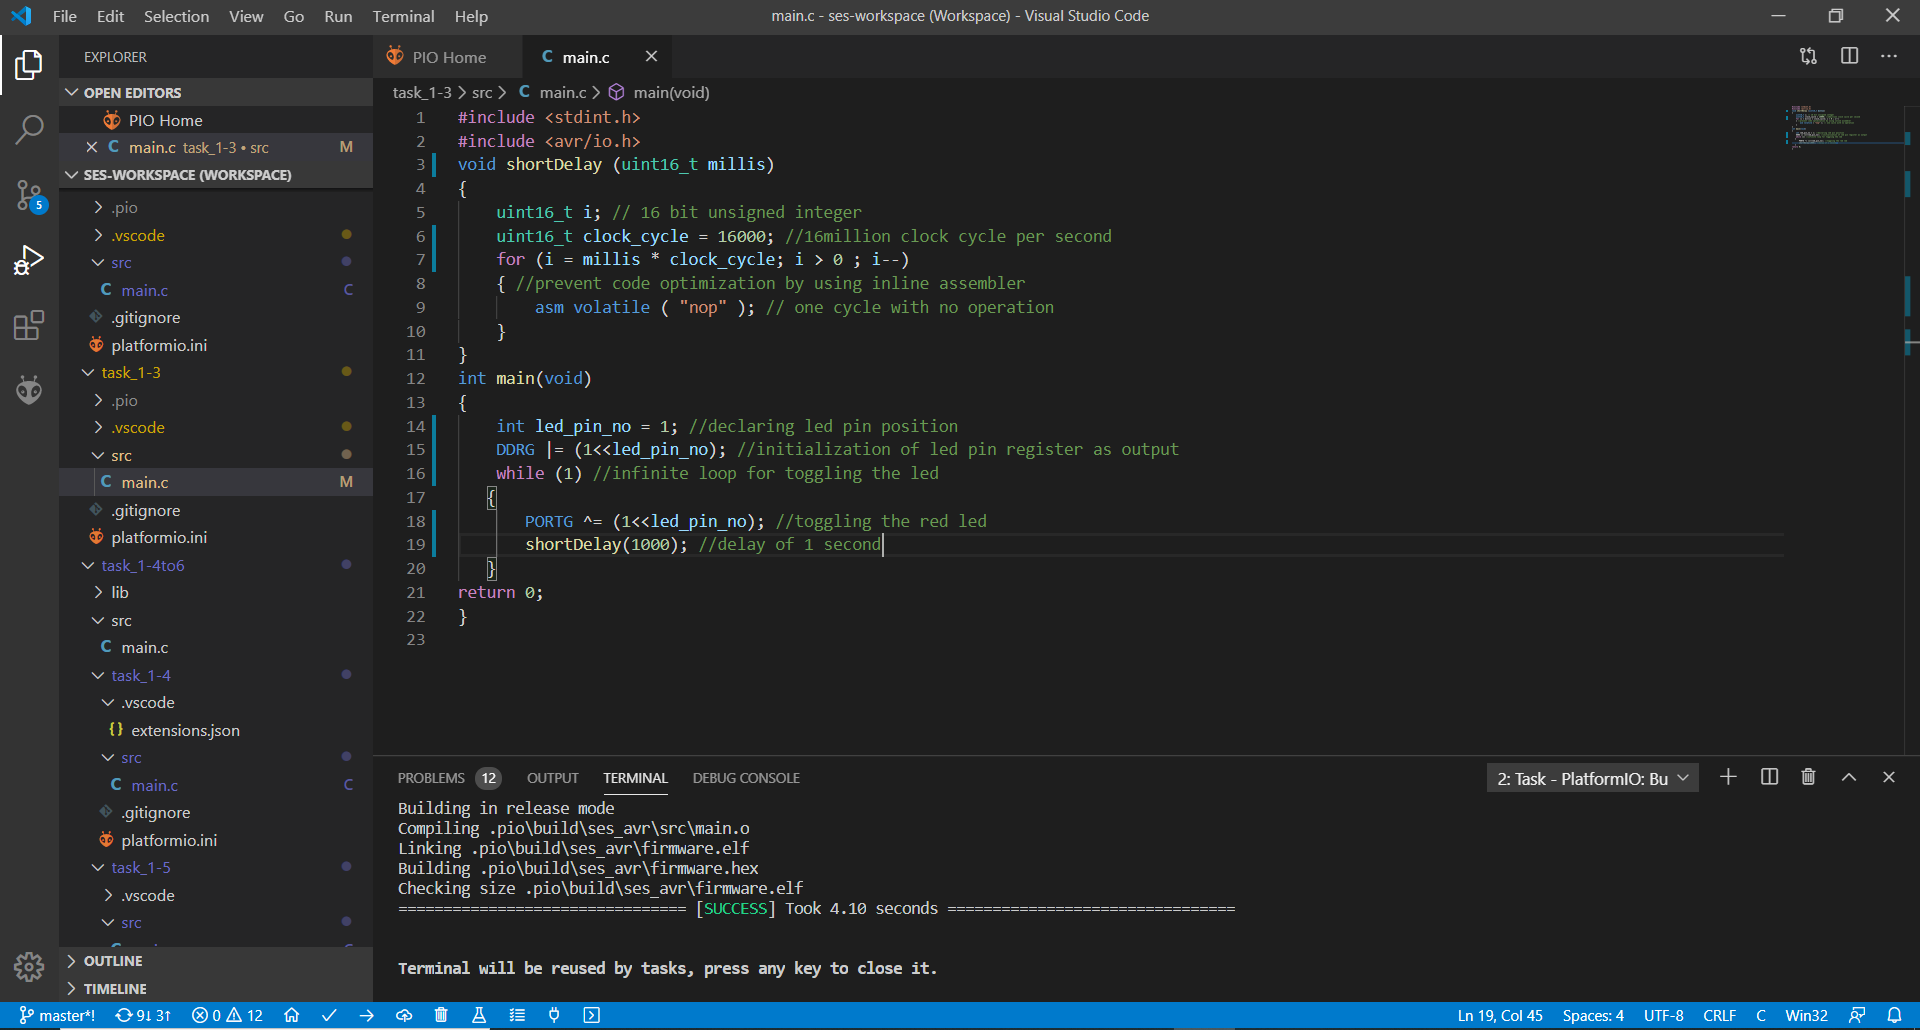 File Edit Selection View Go Run Terminal Help
main.c - ses-workspace (Workspace) - Visual Studio Code
EXPLORER
OPEN EDITORS
PIO Home
main.c task_1-3 • src M
SES-WORKSPACE (WORKSPACE)
5
.pio
.vscode
src
main.c C
.gitignore
platformio.ini
task_1-3
.pio
.vscode
src
main.c M
.gitignore
platformio.ini
task_1-4to6
lib
src
main.c
task_1-4
.vscode
{} extensions.json
src
main.c C
.gitignore
platformio.ini
task_1-5
.vscode
src
OUTLINE
TIMELINE
PIO Home
C main.c
task_1-3 > src > C main.c > main(void)
1 #include <stdint.h>
2 #include <avr/io.h>
3 void shortDelay (uint16_t millis)
4 {
5 uint16_t i; // 16 bit unsigned integer
6 uint16_t clock_cycle = 16000; //16million clock cycle per second
7 for (i = millis * clock_cycle; i > 0 ; i--)
8 { //prevent code optimization by using inline assembler
9 asm volatile ( "nop" ); // one cycle with no operation
10 }
11 }
12 int main(void)
13 {
14 int led_pin_no = 1; //declaring led pin position
15 DDRG |= (1<<led_pin_no); //initialization of led pin register as output
16 while (1) //infinite loop for toggling the led
17 {
18 PORTG ^= (1<<led_pin_no); //toggling the red led
19 shortDelay(1000); //delay of 1 second
20 }
21 return 0;
22 }
23
PROBLEMS 12 OUTPUT TERMINAL DEBUG CONSOLE
2: Task - PlatformIO: Bu
Building in release mode
Compiling .pio\build\ses_avr\src\main.o
Linking .pio\build\ses_avr\firmware.elf
Building .pio\build\ses_avr\firmware.hex
Checking size .pio\build\ses_avr\firmware.elf
================================ [SUCCESS] Took 4.10 seconds ================================
Terminal will be reused by tasks, press any key to close it.
master*! 9↓ 3↑ 0 12 Ln 19, Col 45 Spaces: 4 UTF-8 CRLF C Win32